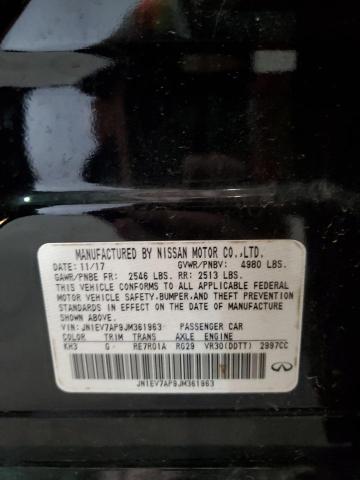 MANUFACTURED BY NISSAN MOTOR CO.,LTD.
DATE: 11/17 GVWR/PNBV: 4980 LBS.
GAWR/PNBE FR: 2546 LBS. RR: 2513 LBS.
THIS VEHICLE CONFORMS TO ALL APPLICABLE FEDERAL
MOTOR VEHICLE SAFETY,BUMPER,AND THEFT PREVENTION
STANDARDS IN EFFECT ON THE DATE OF MANUFACTURE
SHOWN ABOVE.
VIN: JN1EV7AP9JM361963 PASSENGER CAR
COLOR TRIM TRANS AXLE ENGINE
KH3 G RE7R01A RG29 VR30(DDTT) 2997CC
JN1EV7AP9JM361963